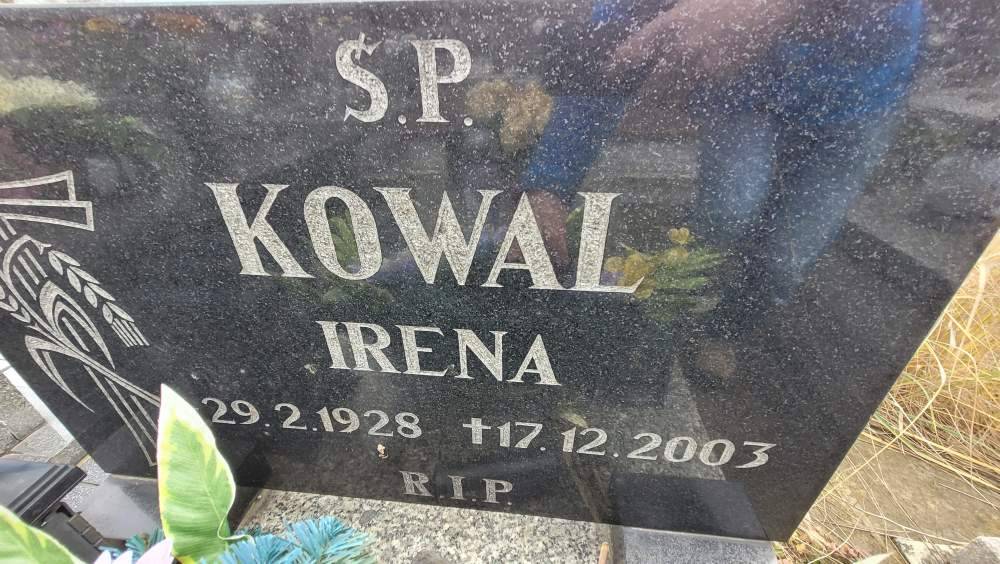 Ś.P.
KOWAL
IRENA
29.2.1928 ✝17.12.2003
R.I.P.